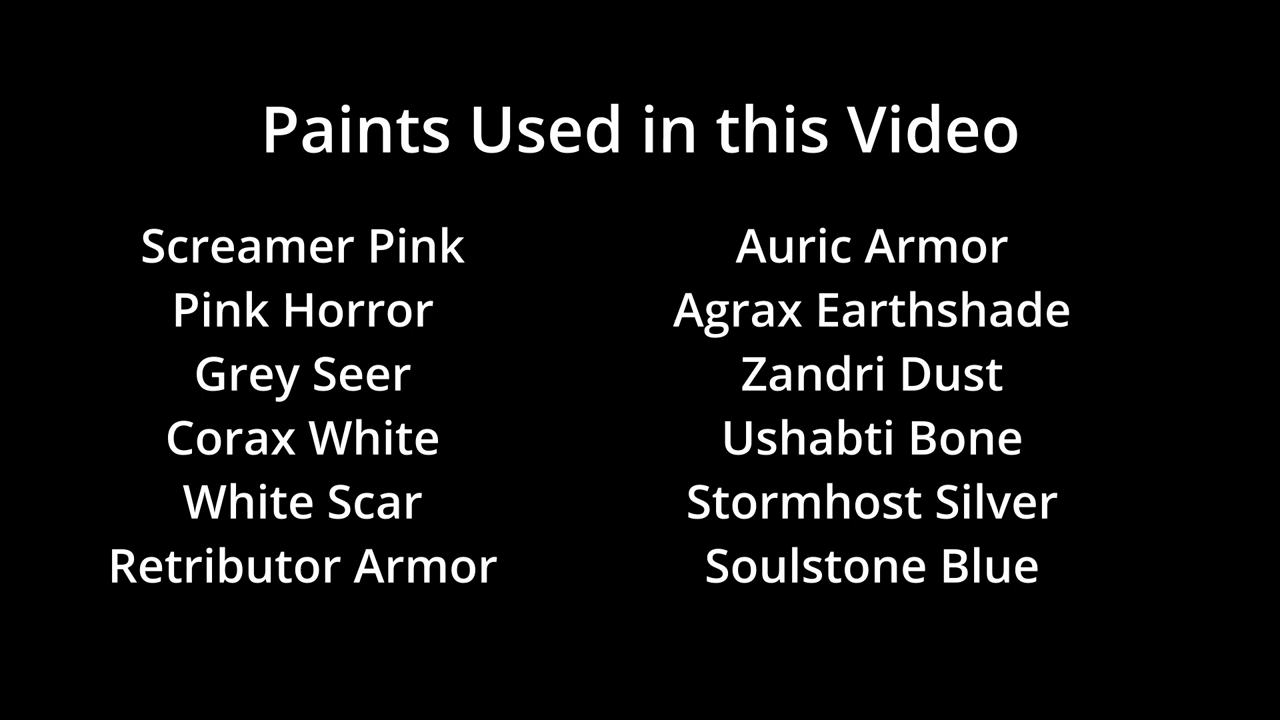 Paints Used in this Video
Screamer Pink
Pink Horror
Grey Seer
Corax White
White Scar
Retributor Armor
Auric Armor
Agrax Earthshade
Zandri Dust
Ushabti Bone
Stormhost Silver
Soulstone Blue